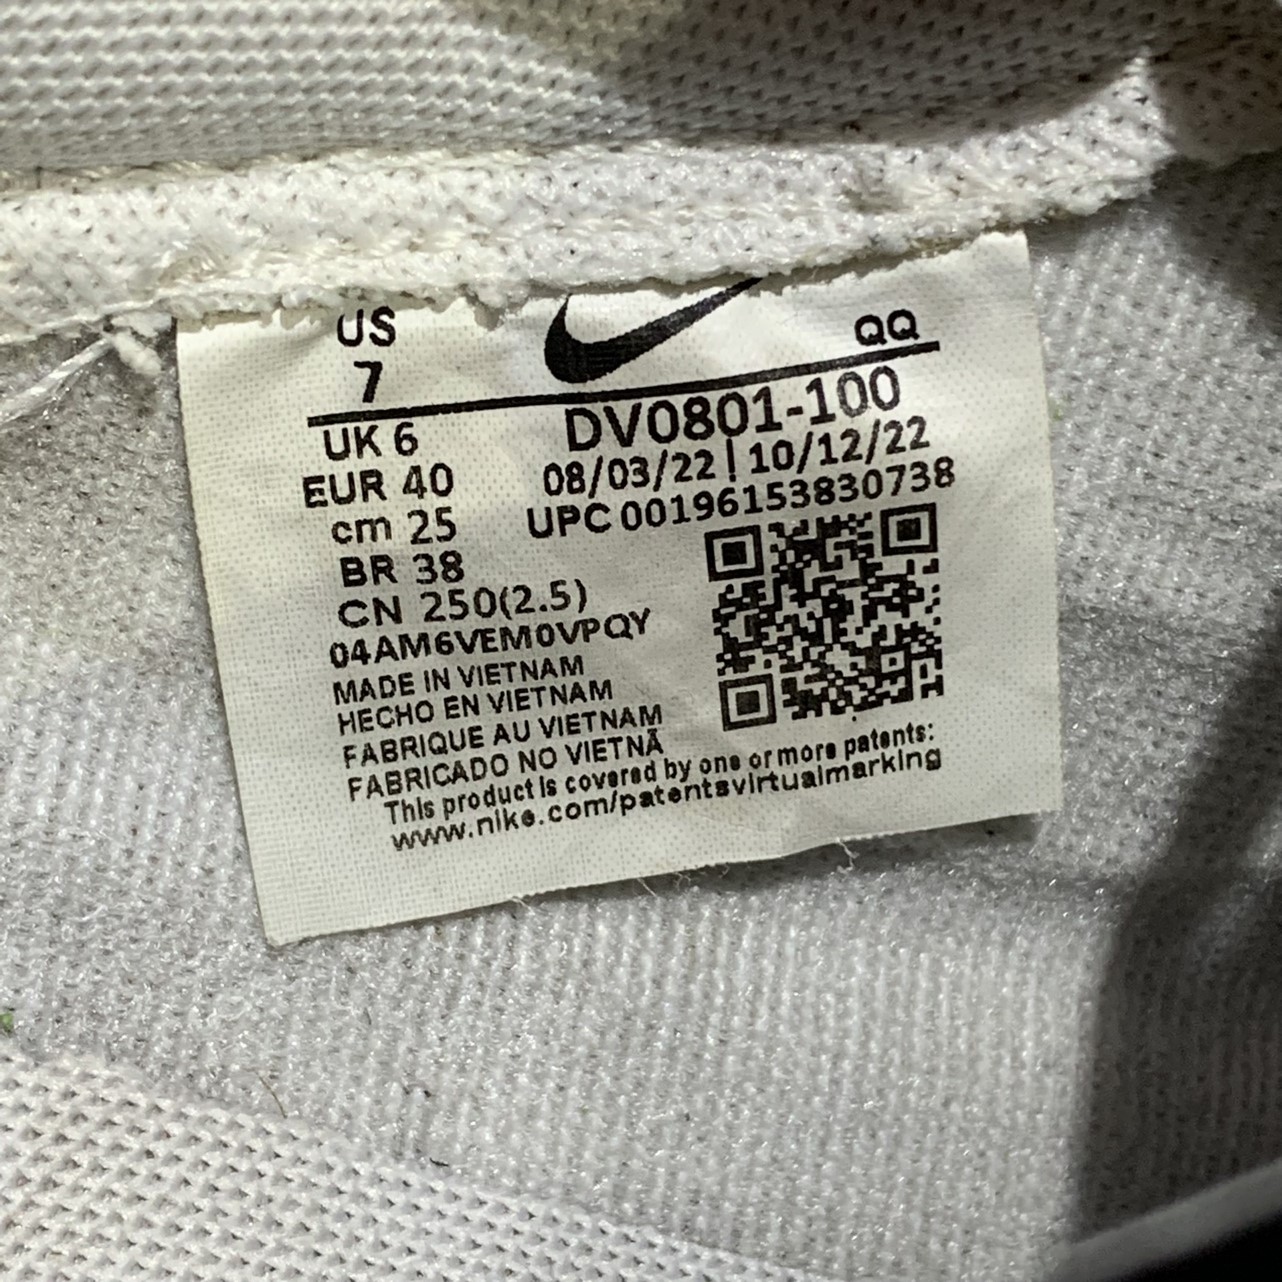 US
7
QQ
UK 6
DV0801-100
EUR 40
08/03/22 | 10/12/22
cm 25
UPC 00196153830738
BR 38
CN 250(2.5)
04AM6VEM0VPQY
MADE IN VIETNAM
HECHO EN VIETNAM
FABRIQUE AU VIETNAM
FABRICADO NO VIETNÃ
This product is covered by one or more patents:
www.nike.com/patentsvirtualmarking